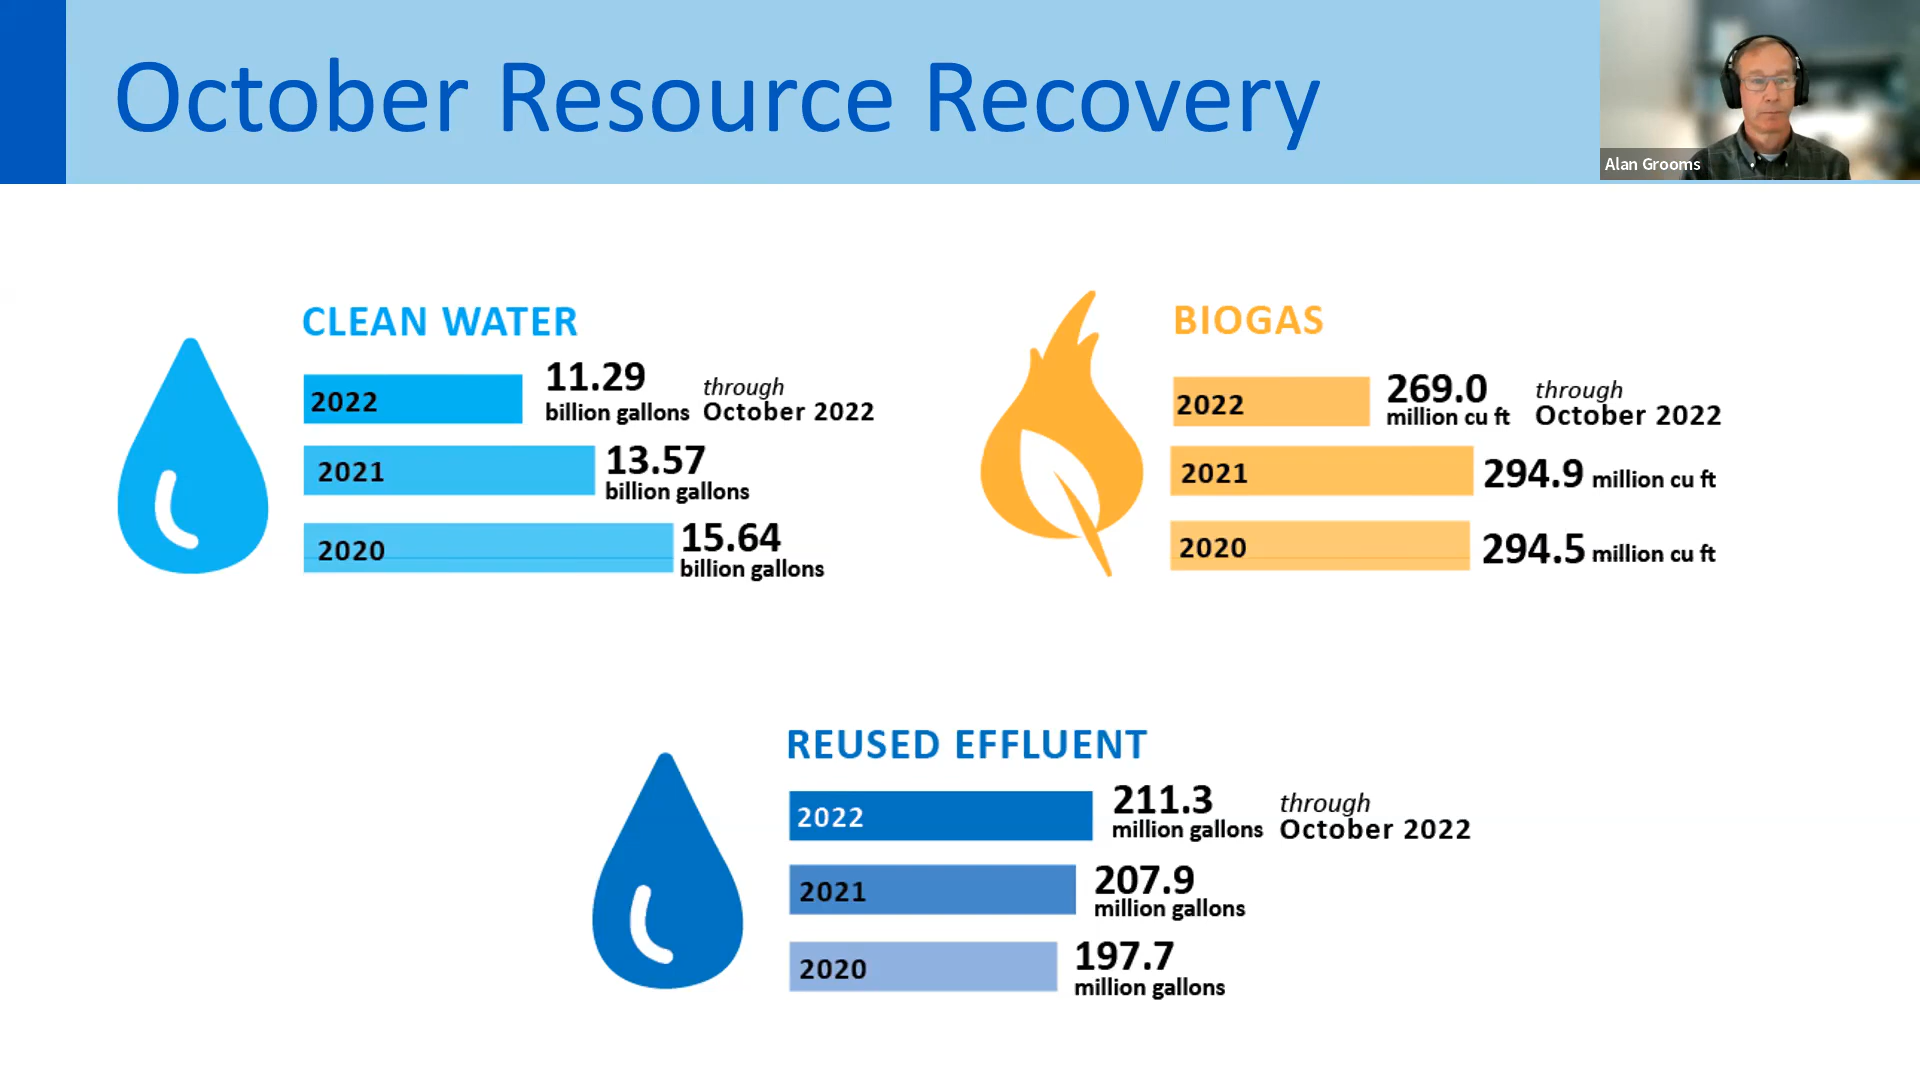 October Resource Recovery
Alan Grooms
CLEAN WATER
2022
11.29
billion gallons
through
October 2022
2021
13.57
billion gallons
2020
15.64
billion gallons
BIOGAS
2022
269.0
million cu ft
through
October 2022
2021
294.9 million cu ft
2020
294.5 million cu ft
REUSED EFFLUENT
2022
211.3
million gallons
through
October 2022
2021
207.9
million gallons
2020
197.7
million gallons